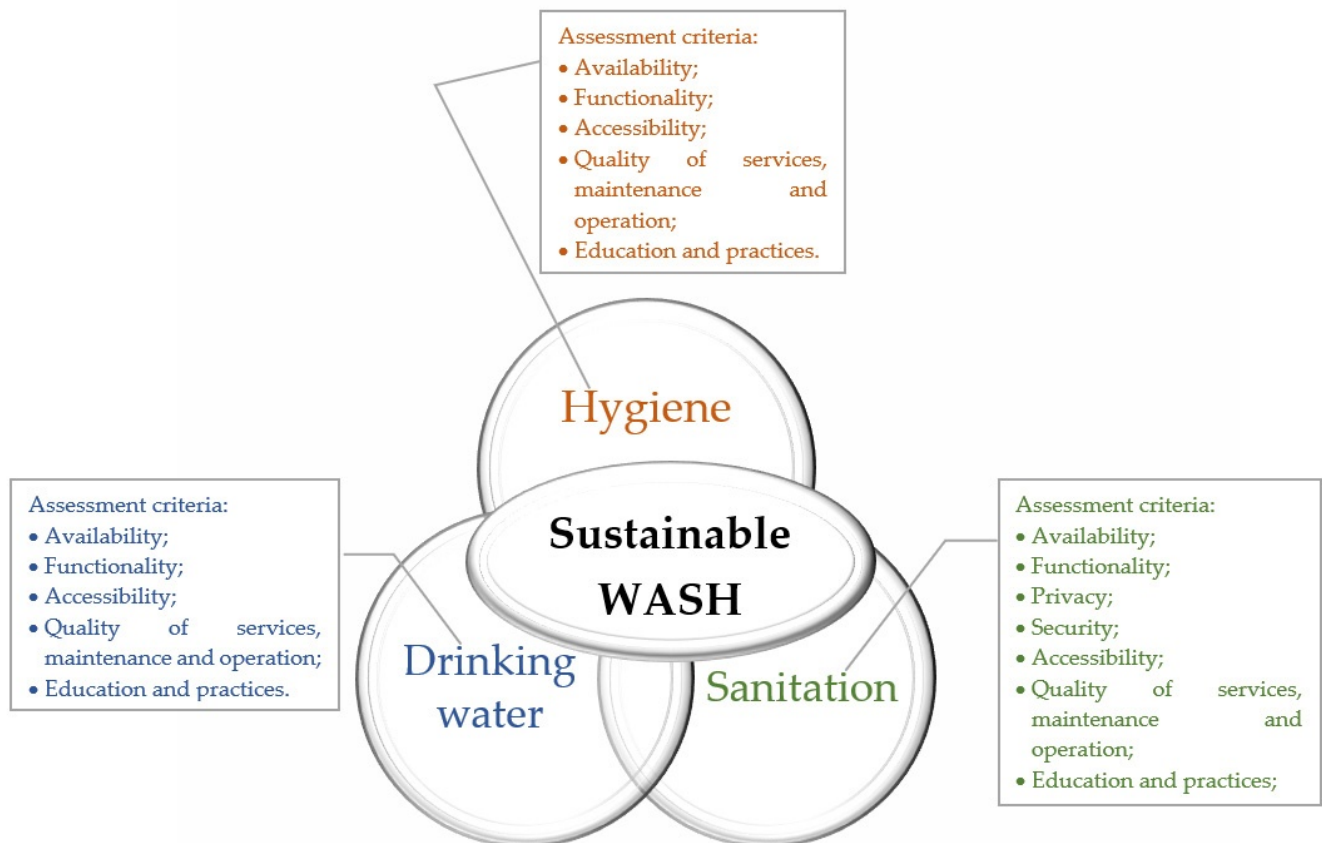 Assessment criteria:
• Availability;
• Functionality;
• Accessibility;
• Quality of services,
maintenance and
operation;
• Education and practices.
Hygiene
Sustainable
WASH
Assessment criteria:
• Availability;
• Functionality;
• Accessibility;
• Quality of services,
maintenance and operation;
• Education and practices.
Drinking
water
Sanitation
Assessment criteria:
• Availability;
• Functionality;
• Privacy;
• Security;
• Accessibility;
• Quality of services,
maintenance and
operation;
• Education and practices;